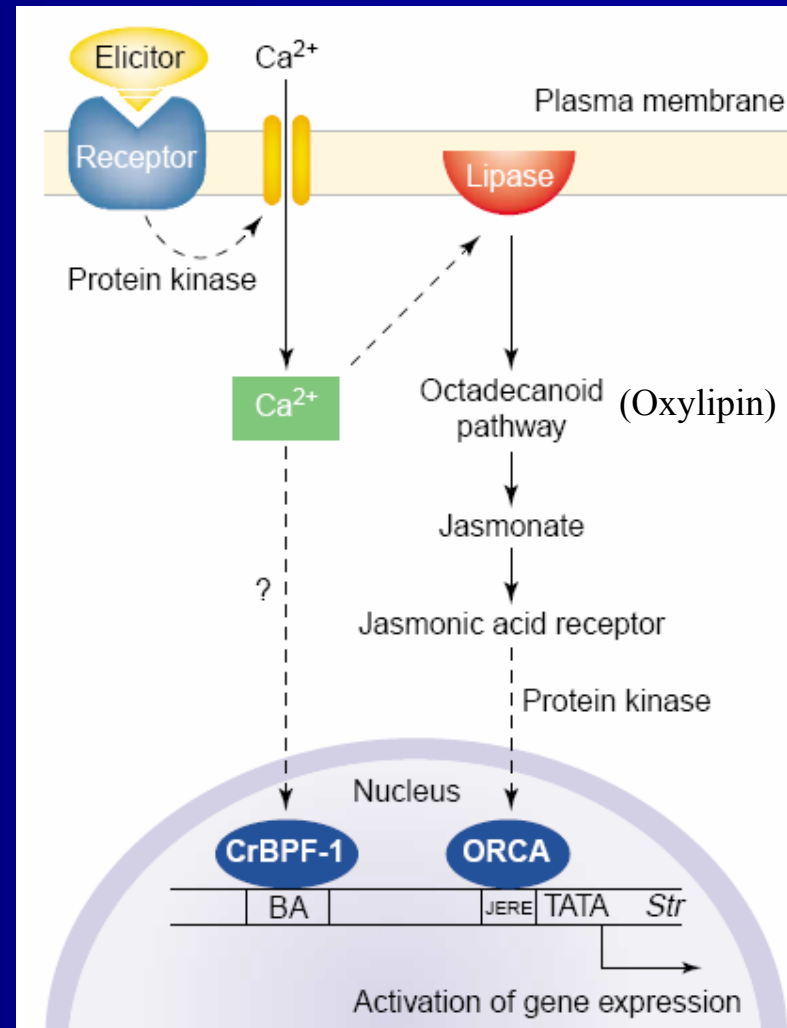 Elicitor
Ca²⁺
Plasma membrane
Receptor
Lipase
Protein kinase
Ca²⁺
Octadecanoid
pathway
(Oxylipin)
Jasmonate
?
Jasmonic acid receptor
Protein kinase
Nucleus
CrBPF-1
ORCA
BA
JERE
TATA
Str
Activation of gene expression